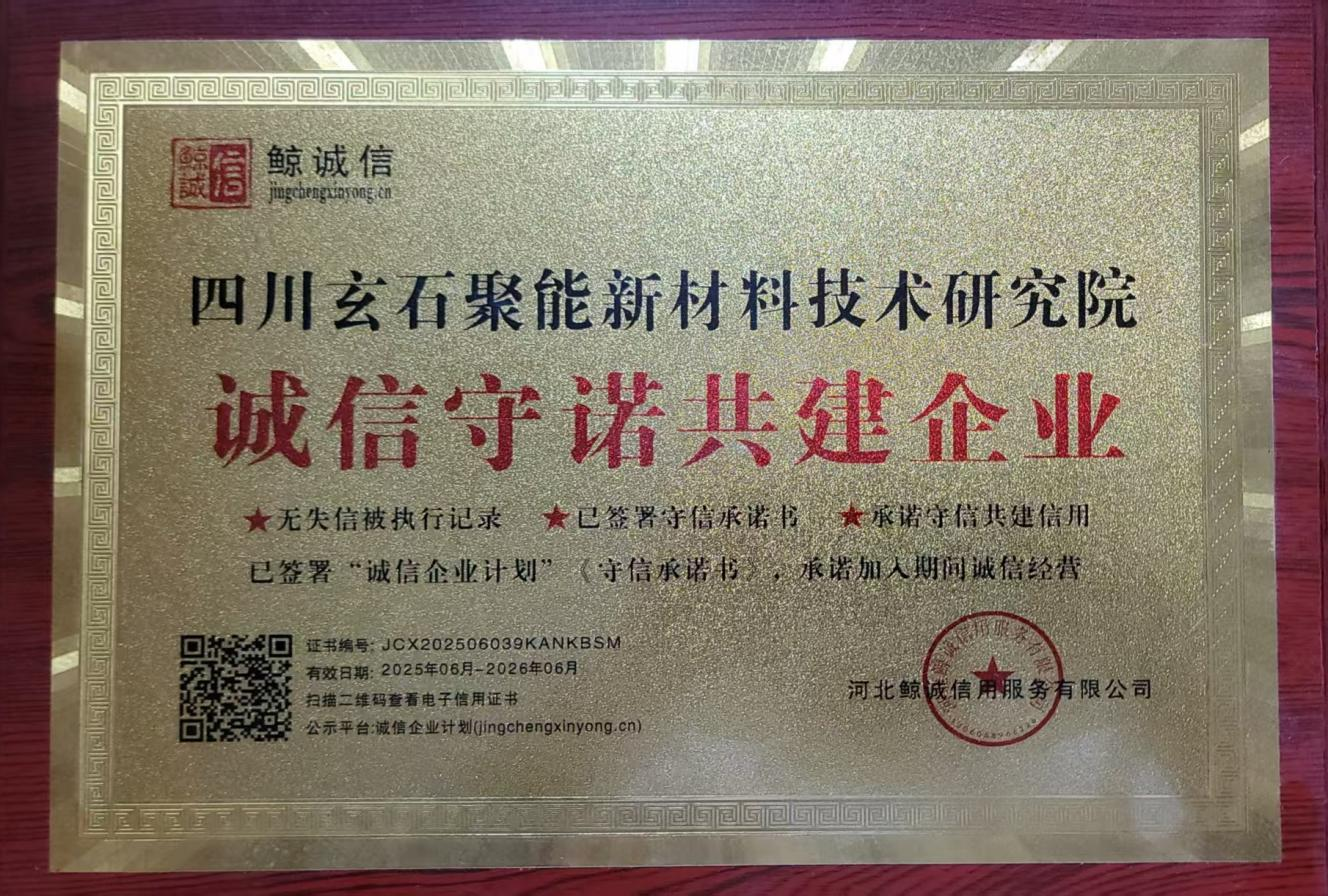 鲸诚信
鲸诚信
jingchengxinyong.cn
四川玄石聚能新材料技术研究院
诚信守诺共建企业
★无失信被执行记录 ★已签署守信承诺书 ★承诺守信共建信用
已签署“诚信企业计划”《守信承诺书》，承诺加入期间诚信经营
证书编号: JCX202506039KANKBSM
有效日期: 2025年06月-2026年06月
扫描二维码查看电子信用证书
公示平台:诚信企业计划(jingchengxinyong.cn)
河北鲸诚信用服务有限公司